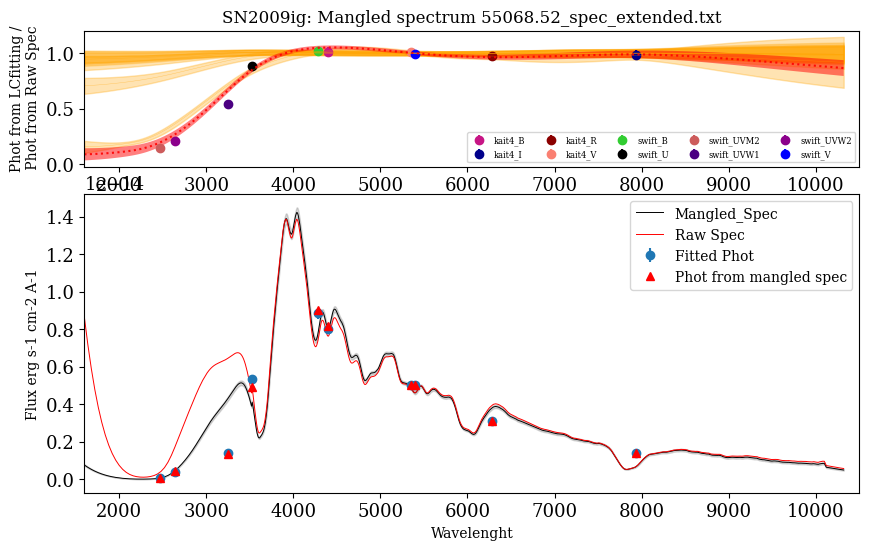 SN2009ig: Mangled spectrum 55068.52_spec_extended.txt
Phot from LCfitting /
Phot from Raw Spec
1.0
0.5
0.0
kait4_B kait4_R swift_B swift_UVM2 swift_UVW2
kait4_I kait4_V swift_U swift_UVW1 swift_V
2000 3000 4000 5000 6000 7000 8000 9000 10000
1e−14
Flux erg s-1 cm-2 A-1
1.4
1.2
1.0
0.8
0.6
0.4
0.2
0.0
Mangled_Spec
Raw Spec
Fitted Phot
Phot from mangled spec
2000 3000 4000 5000 6000 7000 8000 9000 10000
Wavelenght